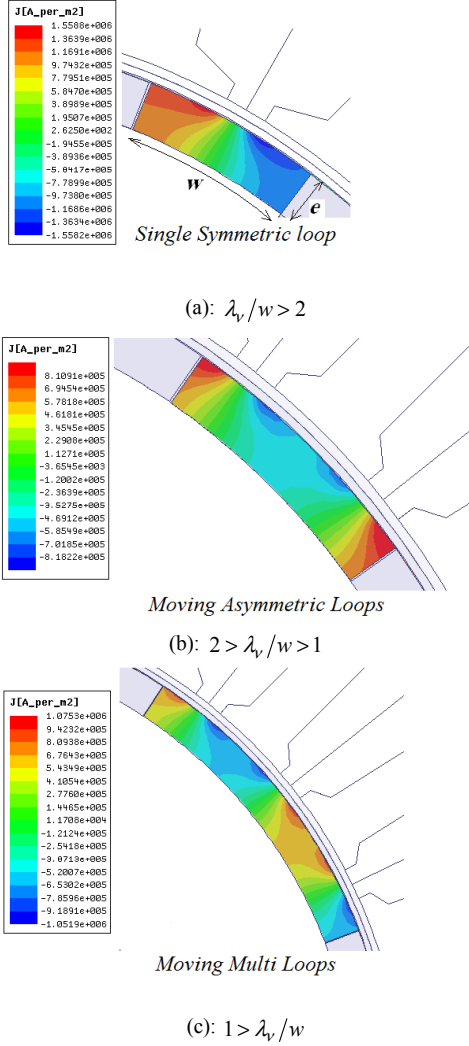 J[A_per_m2]
1.5588e+006
1.3639e+006
1.1691e+006
9.7432e+005
7.7951e+005
5.8470e+005
3.8989e+005
1.9507e+005
2.6250e+002
-1.9455e+005
-3.8936e+005
-5.8417e+005
-7.7899e+005
-9.7380e+005
-1.1686e+006
-1.3634e+006
-1.5582e+006
w
e
Single Symmetric loop
(a): λν/w > 2
J[A_per_m2]
8.1091e+005
6.9454e+005
5.7818e+005
4.6181e+005
3.4545e+005
2.2908e+005
1.1271e+005
-3.6545e+003
-1.2002e+005
-2.3639e+005
-3.5275e+005
-4.6912e+005
-5.8549e+005
-7.0185e+005
-8.1822e+005
Moving Asymmetric Loops
(b): 2 > λν/w > 1
J[A_per_m2]
1.0753e+006
9.4232e+005
8.0938e+005
6.7643e+005
5.4349e+005
4.1054e+005
2.7760e+005
1.4465e+005
1.1708e+004
-1.2124e+005
-2.5418e+005
-3.8713e+005
-5.2007e+005
-6.5302e+005
-7.8596e+005
-9.1891e+005
-1.0519e+006
Moving Multi Loops
(c): 1 > λν/w